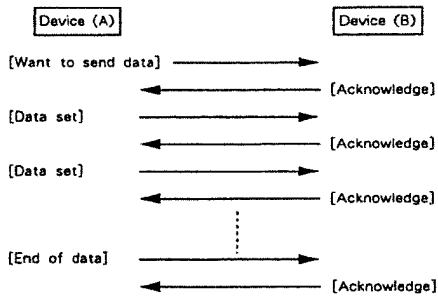 Device (A) Device (B)
[Want to send data]
[Acknowledge]
[Data set]
[Acknowledge]
[Data set]
[Acknowledge]
[End of data]
[Acknowledge]